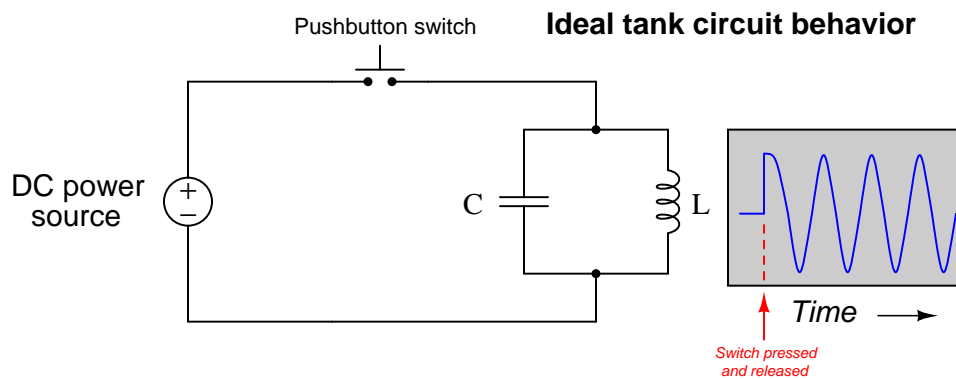 Pushbutton switch
Ideal tank circuit behavior
DC power
source
+
−
C
L
Time
Switch pressed
and released